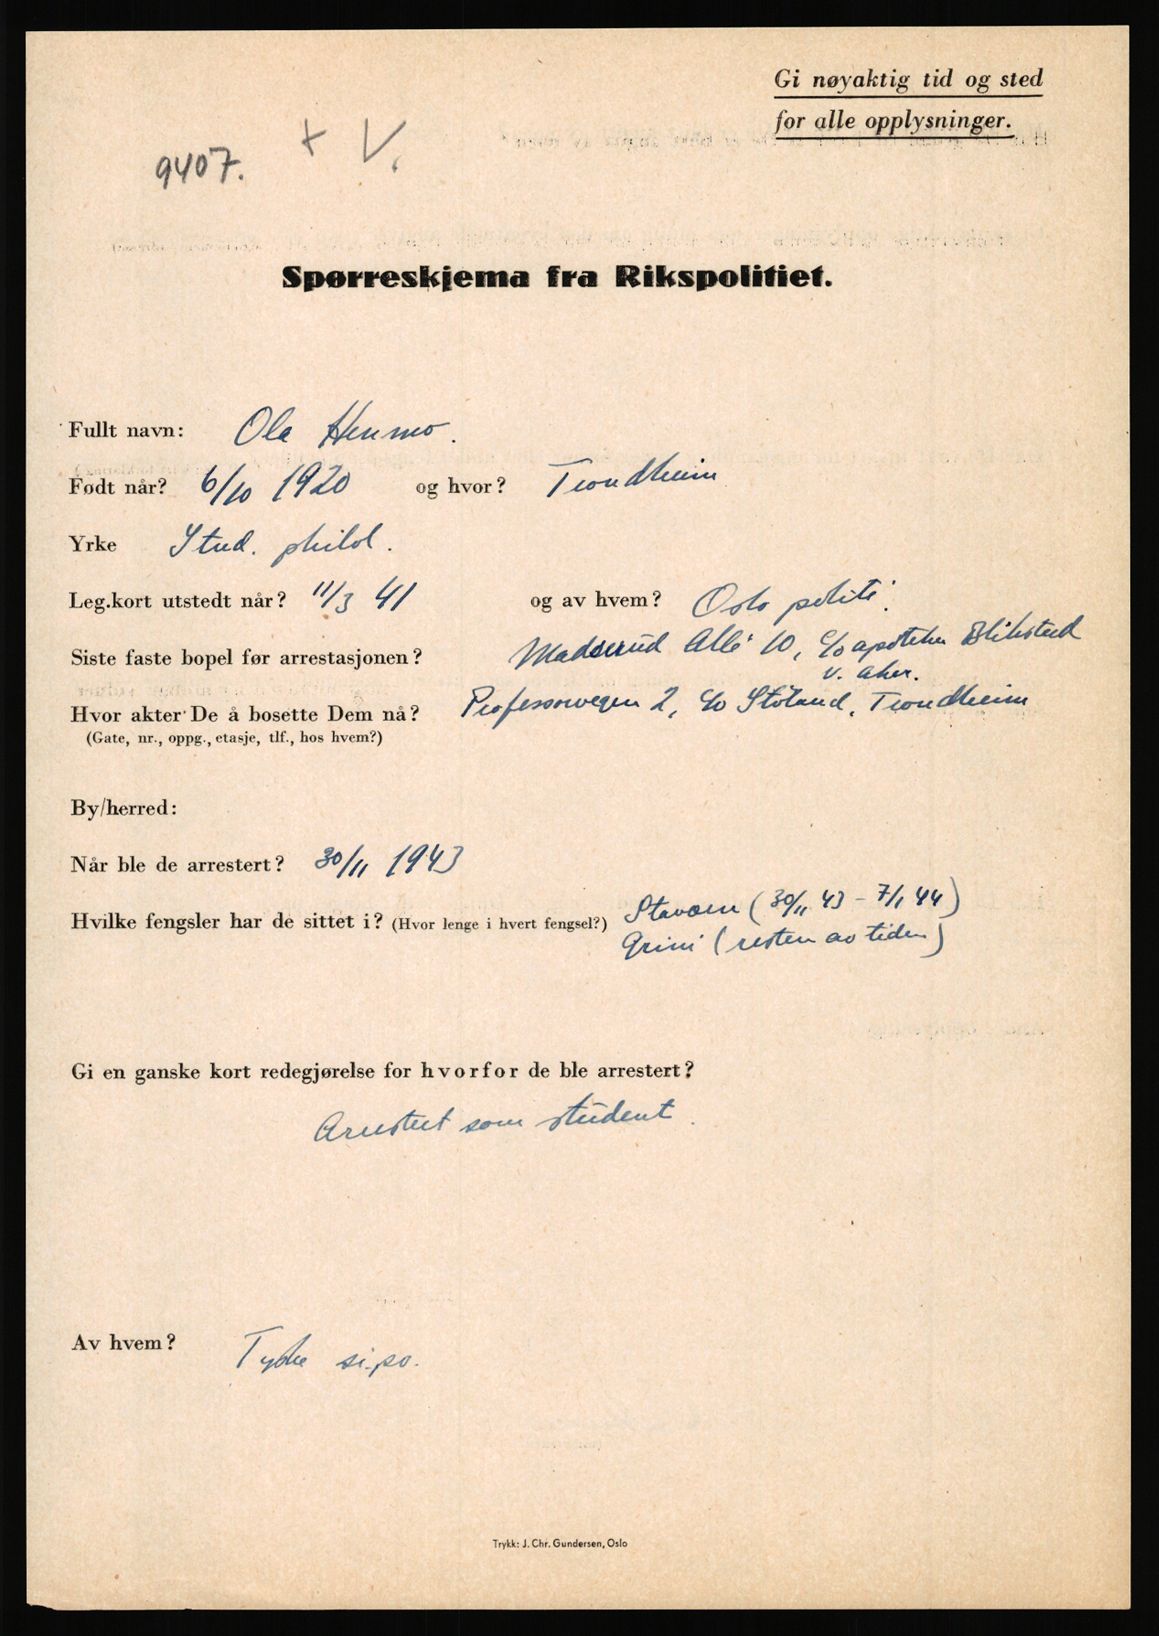 Gi nøyaktig tid og sted
for alle opplysninger.
+ V.
9407.
Spørreskjema fra Rikspolitiet.
Fullt navn: Ola Henmo.
Født når? 6/10 1920 og hvor? Trondheim
Yrke Stud. philol.
Leg.kort utstedt når? 11/3 41 og av hvem? Oslo politi.
Siste faste bopel før arrestasjonen? Madserud Allé 10, c/o apoteker Blikstad
v. Aker.
Hvor akter De å bosette Dem nå? Professorvegen 2, c/o Støland, Trondheim
(Gate, nr., oppg., etasje, tlf., hos hvem?)
By/herred:
Når ble de arrestert? 30/11 1943
Hvilke fengsler har de sittet i? (Hvor lenge i hvert fengsel?) Stavern (30/11 43 - 7/1 44)
Grini (resten av tiden)
Gi en ganske kort redegjørelse for hvorfor de ble arrestert?
Arrestert som student.
Av hvem? Tyske si.po.
Trykk: J. Chr. Gundersen, Oslo